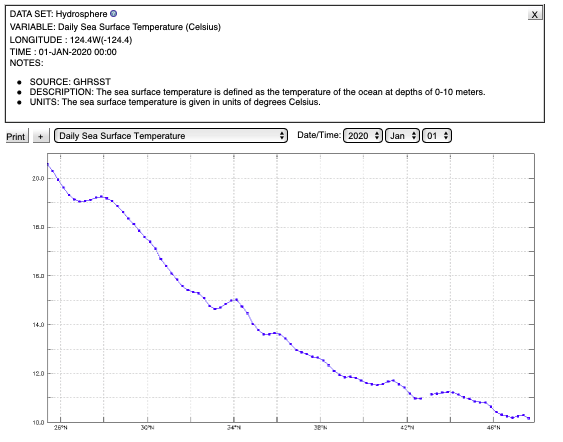 DATA SET: Hydrosphere ?
X
VARIABLE: Daily Sea Surface Temperature (Celsius)
LONGITUDE : 124.4W(-124.4)
TIME : 01-JAN-2020 00:00
NOTES:
• SOURCE: GHRSST
• DESCRIPTION: The sea surface temperature is defined as the temperature of the ocean at depths of 0-10 meters.
• UNITS: The sea surface temperature is given in units of degrees Celsius.
Print + Daily Sea Surface Temperature Date/Time: 2020 Jan 01
20.0
18.0
16.0
14.0
12.0
10.0
26°N 30°N 34°N 38°N 42°N 46°N